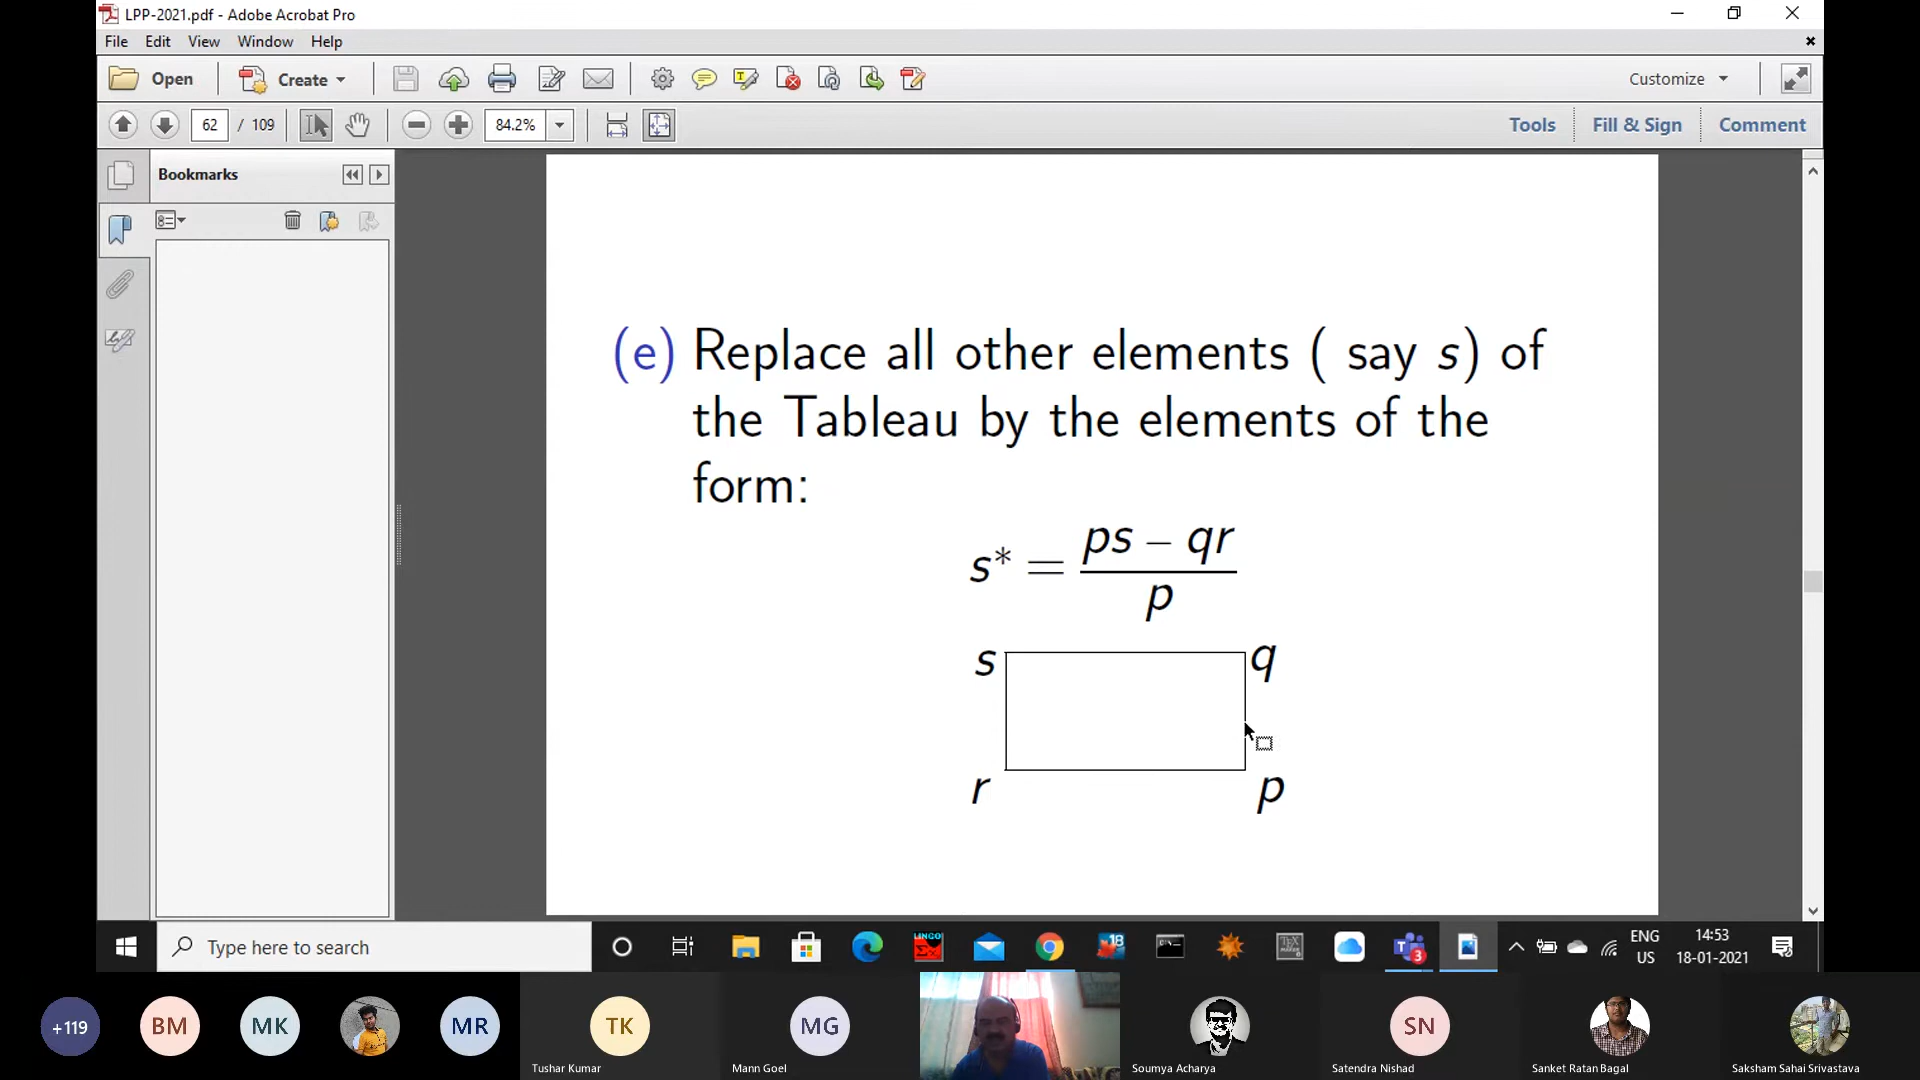 LPP-2021.pdf - Adobe Acrobat Pro
File Edit View Window Help
Open Create Customize
62 / 109 84.2% Tools Fill & Sign Comment
Bookmarks
(e) Replace all other elements ( say s) of
the Tableau by the elements of the
form:
s* = (ps − qr)/p
s q
r p
Type here to search
LINGO
18
3
ENG
US
14:53
18-01-2021
+119 BM MK MR TK MG SN
Tushar Kumar Mann Goel Soumya Acharya Satendra Nishad Sanket Ratan Bagal Saksham Sahai Srivastava